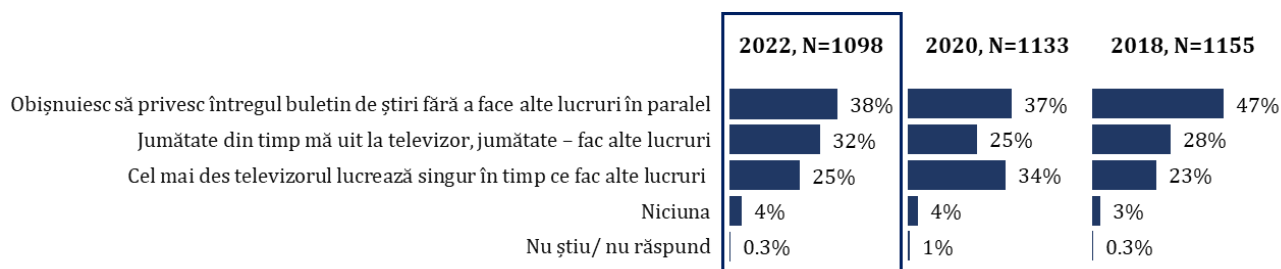 2022, N=1098 2020, N=1133 2018, N=1155
Obișnuiesc să privesc întregul buletin de știri fără a face alte lucruri în paralel 38% 37% 47%
Jumătate din timp mă uit la televizor, jumătate – fac alte lucruri 32% 25% 28%
Cel mai des televizorul lucrează singur în timp ce fac alte lucruri 25% 34% 23%
Niciuna 4% 4% 3%
Nu știu/ nu răspund 0.3% 1% 0.3%